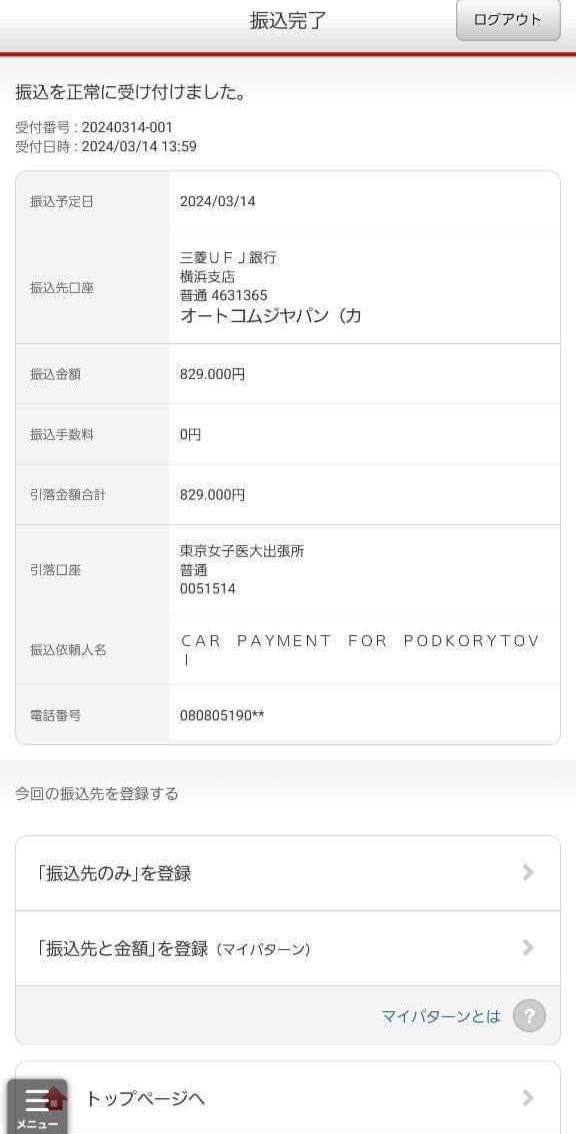 振込完了
ログアウト
振込を正常に受け付けました。
受付番号 : 20240314-001
受付日時 : 2024/03/14 13:59
振込予定日
2024/03/14
振込先口座
三菱ＵＦＪ銀行
横浜支店
普通 4631365
オートコムジヤパン（カ
振込金額
829.000円
振込手数料
0円
引落金額合計
829.000円
引落口座
東京女子医大出張所
普通
0051514
振込依頼人名
ＣＡＲ　ＰＡＹＭＥＮＴ　ＦＯＲ　ＰＯＤＫＯＲＹＴＯＶ
Ｉ
電話番号
080805190**
今回の振込先を登録する
「振込先のみ」を登録
「振込先と金額」を登録（マイパターン）
マイパターンとは
?
トップページへ
メニュー